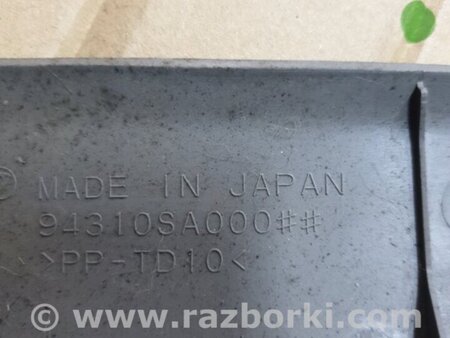 © MADE IN JAPAN
94310SA000##
>PP-TD10<
© www.razborki.com